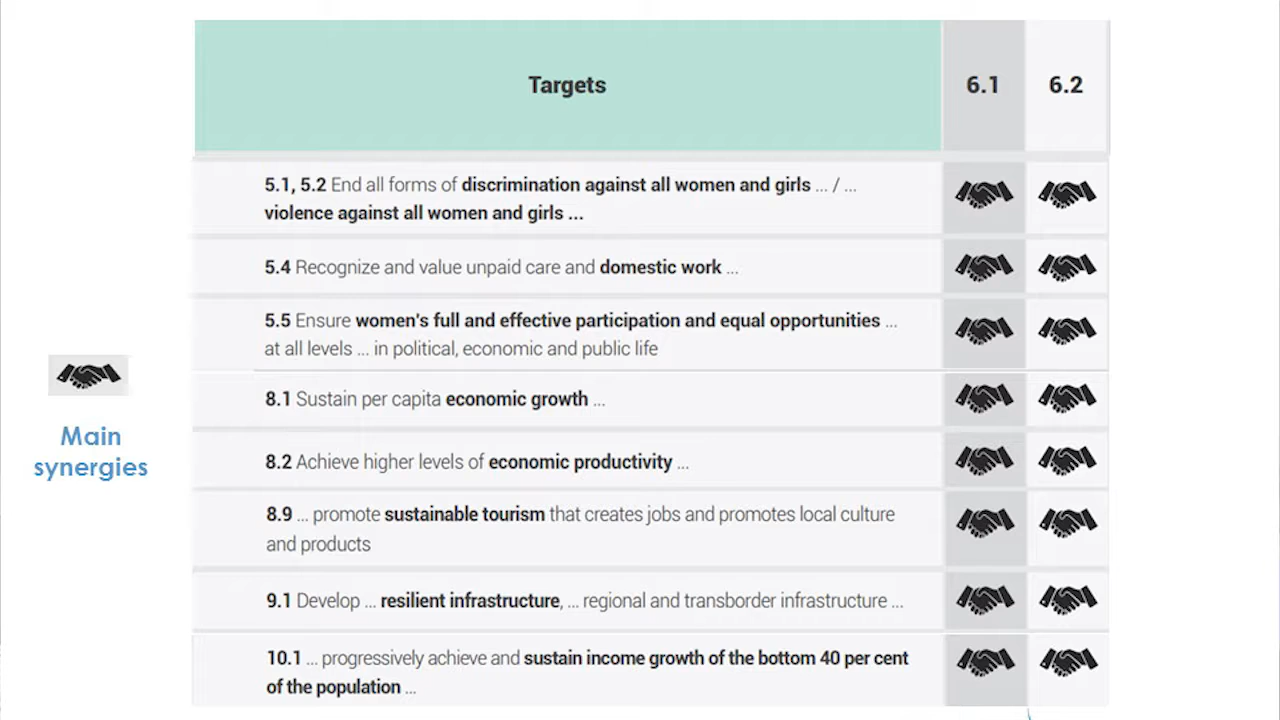 Targets
6.1
6.2
5.1, 5.2 End all forms of discrimination against all women and girls ... / ...
violence against all women and girls ...
5.4 Recognize and value unpaid care and domestic work ...
5.5 Ensure women's full and effective participation and equal opportunities ...
at all levels ... in political, economic and public life
8.1 Sustain per capita economic growth ...
8.2 Achieve higher levels of economic productivity ...
8.9 ... promote sustainable tourism that creates jobs and promotes local culture
and products
9.1 Develop ... resilient infrastructure, ... regional and transborder infrastructure ...
10.1 ... progressively achieve and sustain income growth of the bottom 40 per cent
of the population ...
Main
synergies